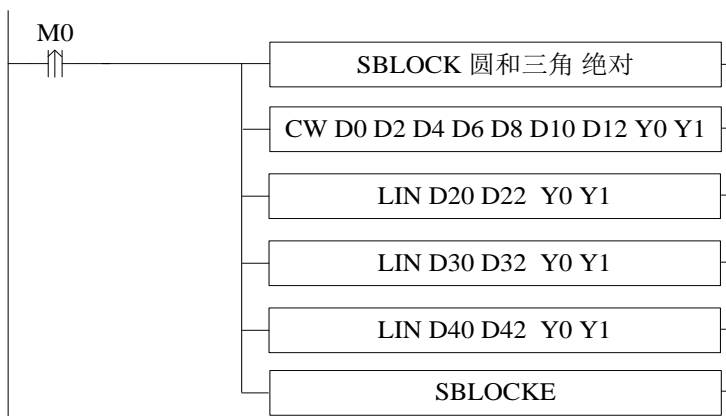 M0
SBLOCK 圆和三角 绝对
CW D0 D2 D4 D6 D8 D10 D12 Y0 Y1
LIN D20 D22 Y0 Y1
LIN D30 D32 Y0 Y1
LIN D40 D42 Y0 Y1
SBLOCKE